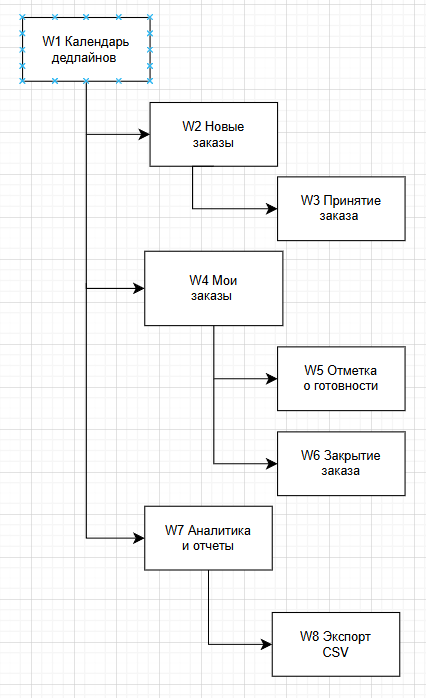 W1 Календарь
дедлайнов
W2 Новые
заказы
W3 Принятие
заказа
W4 Мои
заказы
W5 Отметка
о готовности
W6 Закрытие
заказа
W7 Аналитика
и отчеты
W8 Экспорт
CSV